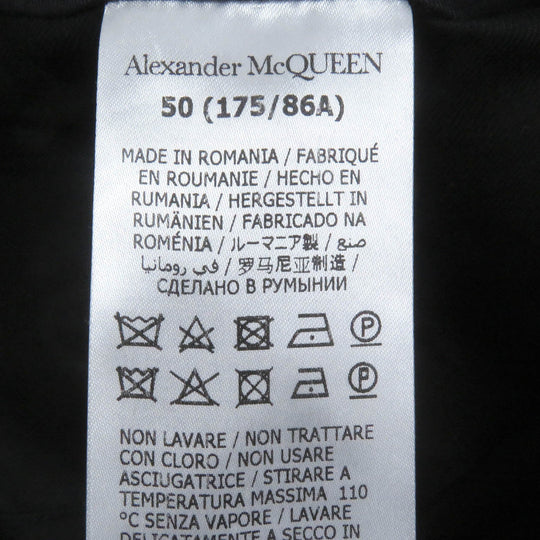 Alexander McQUEEN
50 (175/86A)
MADE IN ROMANIA / FABRIQUÉ
EN ROUMANIE / HECHO EN
RUMANIA / HERGESTELLT IN
RUMÄNIEN / FABRICADO NA
ROMÉNIA / ルーマニア製 / صنع
في رومانيا / 罗马尼亚制造 /
СДЕЛАНО В РУМЫНИИ
P
P
NON LAVARE / NON TRATTARE
CON CLORO / NON USARE
ASCIUGATRICE / STIRARE A
TEMPERATURA MASSIMA 110
°C SENZA VAPORE / LAVARE
DELICATAMENTE A SECCO IN